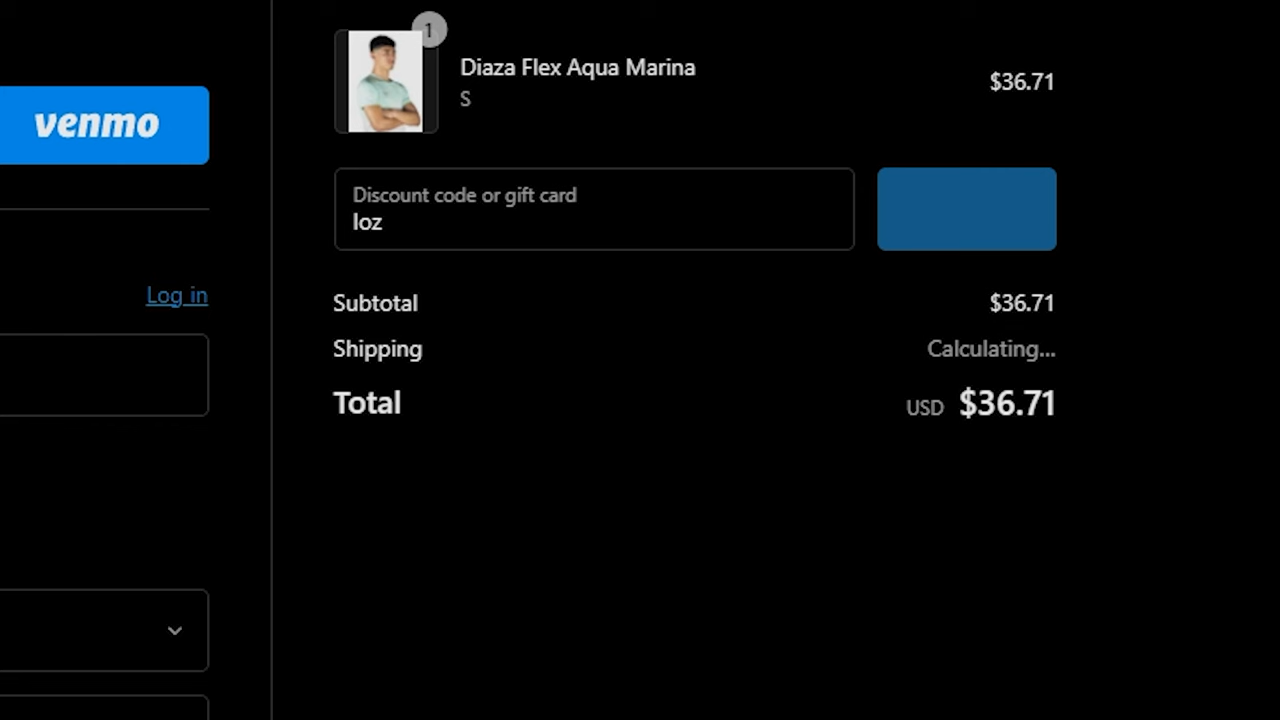 1
Diaza Flex Aqua Marina
S
$36.71
venmo
Discount code or gift card
loz
Log in
Subtotal
$36.71
Shipping
Calculating...
Total
USD $36.71